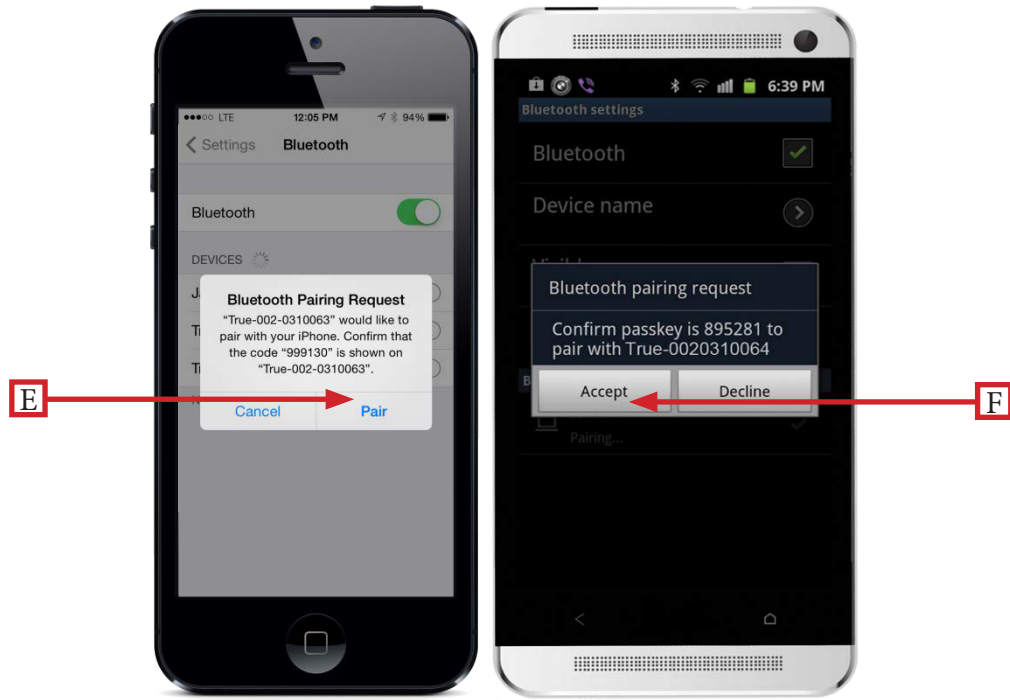 ●●●○○ LTE 12:05 PM 94%
Settings Bluetooth
Bluetooth
DEVICES
Bluetooth Pairing Request
“True-002-0310063” would like to
pair with your iPhone. Confirm that
the code “999130” is shown on
“True-002-0310063”.
Cancel Pair
E
6:39 PM
Bluetooth settings
Bluetooth
Device name
Bluetooth pairing request
Confirm passkey is 895281 to
pair with True-0020310064
Accept Decline
Pairing...
F